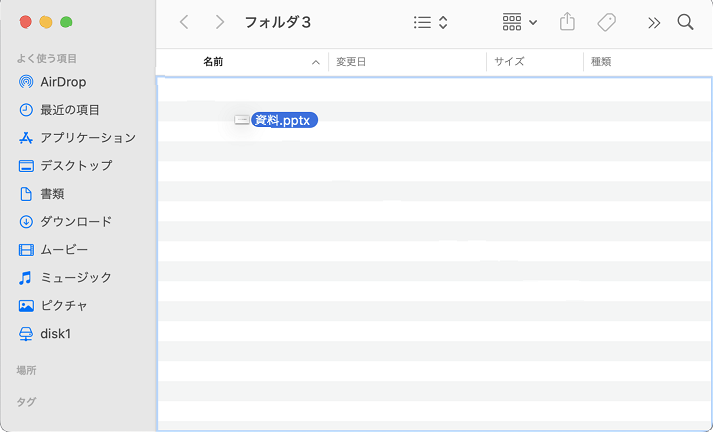 フォルダ３
よく使う項目
AirDrop
最近の項目
アプリケーション
デスクトップ
書類
ダウンロード
ムービー
ミュージック
ピクチャ
disk1
場所
タグ
名前 変更日 サイズ 種類
資料.pptx